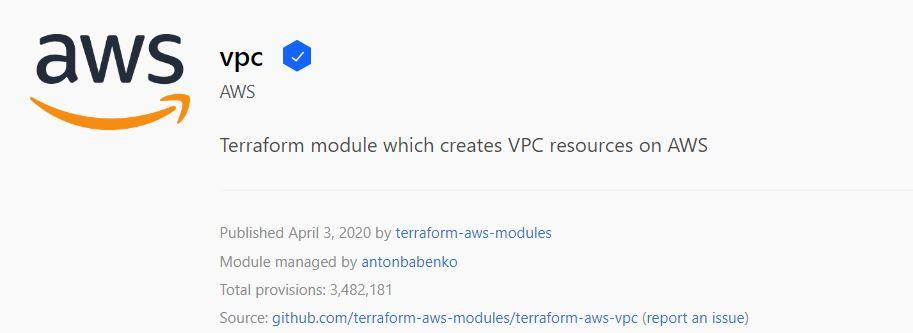 aws
vpc
AWS
Terraform module which creates VPC resources on AWS
Published April 3, 2020 by terraform-aws-modules
Module managed by antonbabenko
Total provisions: 3,482,181
Source: github.com/terraform-aws-modules/terraform-aws-vpc (report an issue)